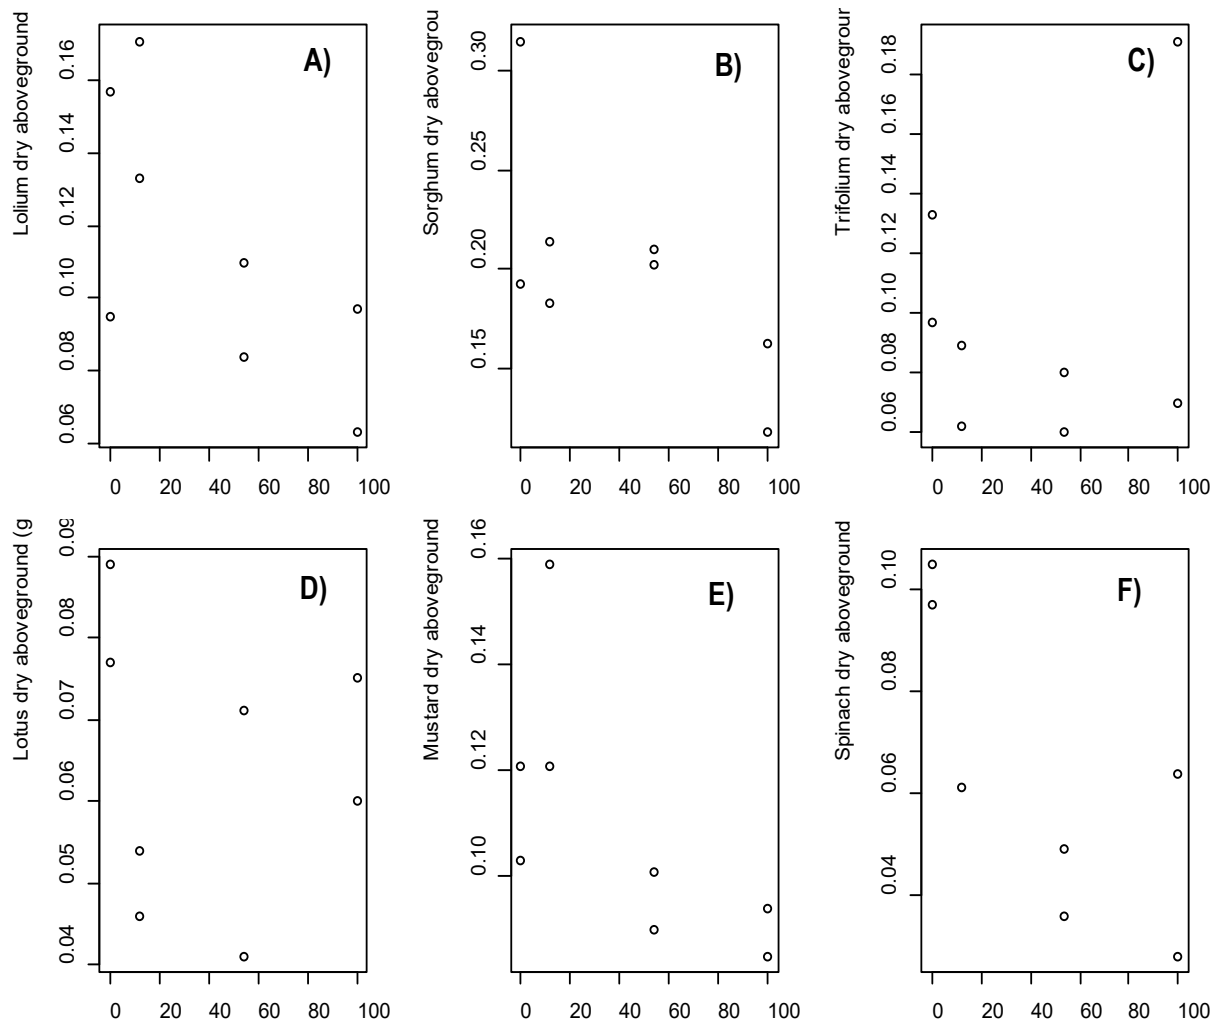 Lolium dry aboveground
0.06 0.08 0.10 0.12 0.14 0.16
A)
0 20 40 60 80 100
Sorghum dry abovegrou
0.15 0.20 0.25 0.30
B)
0 20 40 60 80 100
Trifolium dry abovegrour
0.06 0.08 0.10 0.12 0.14 0.16 0.18
C)
0 20 40 60 80 100
Lotus dry aboveground (g
0.04 0.05 0.06 0.07 0.08 0.09
D)
0 20 40 60 80 100
Mustard dry aboveground
0.10 0.12 0.14 0.16
E)
0 20 40 60 80 100
Spinach dry aboveground
0.04 0.06 0.08 0.10
F)
0 20 40 60 80 100